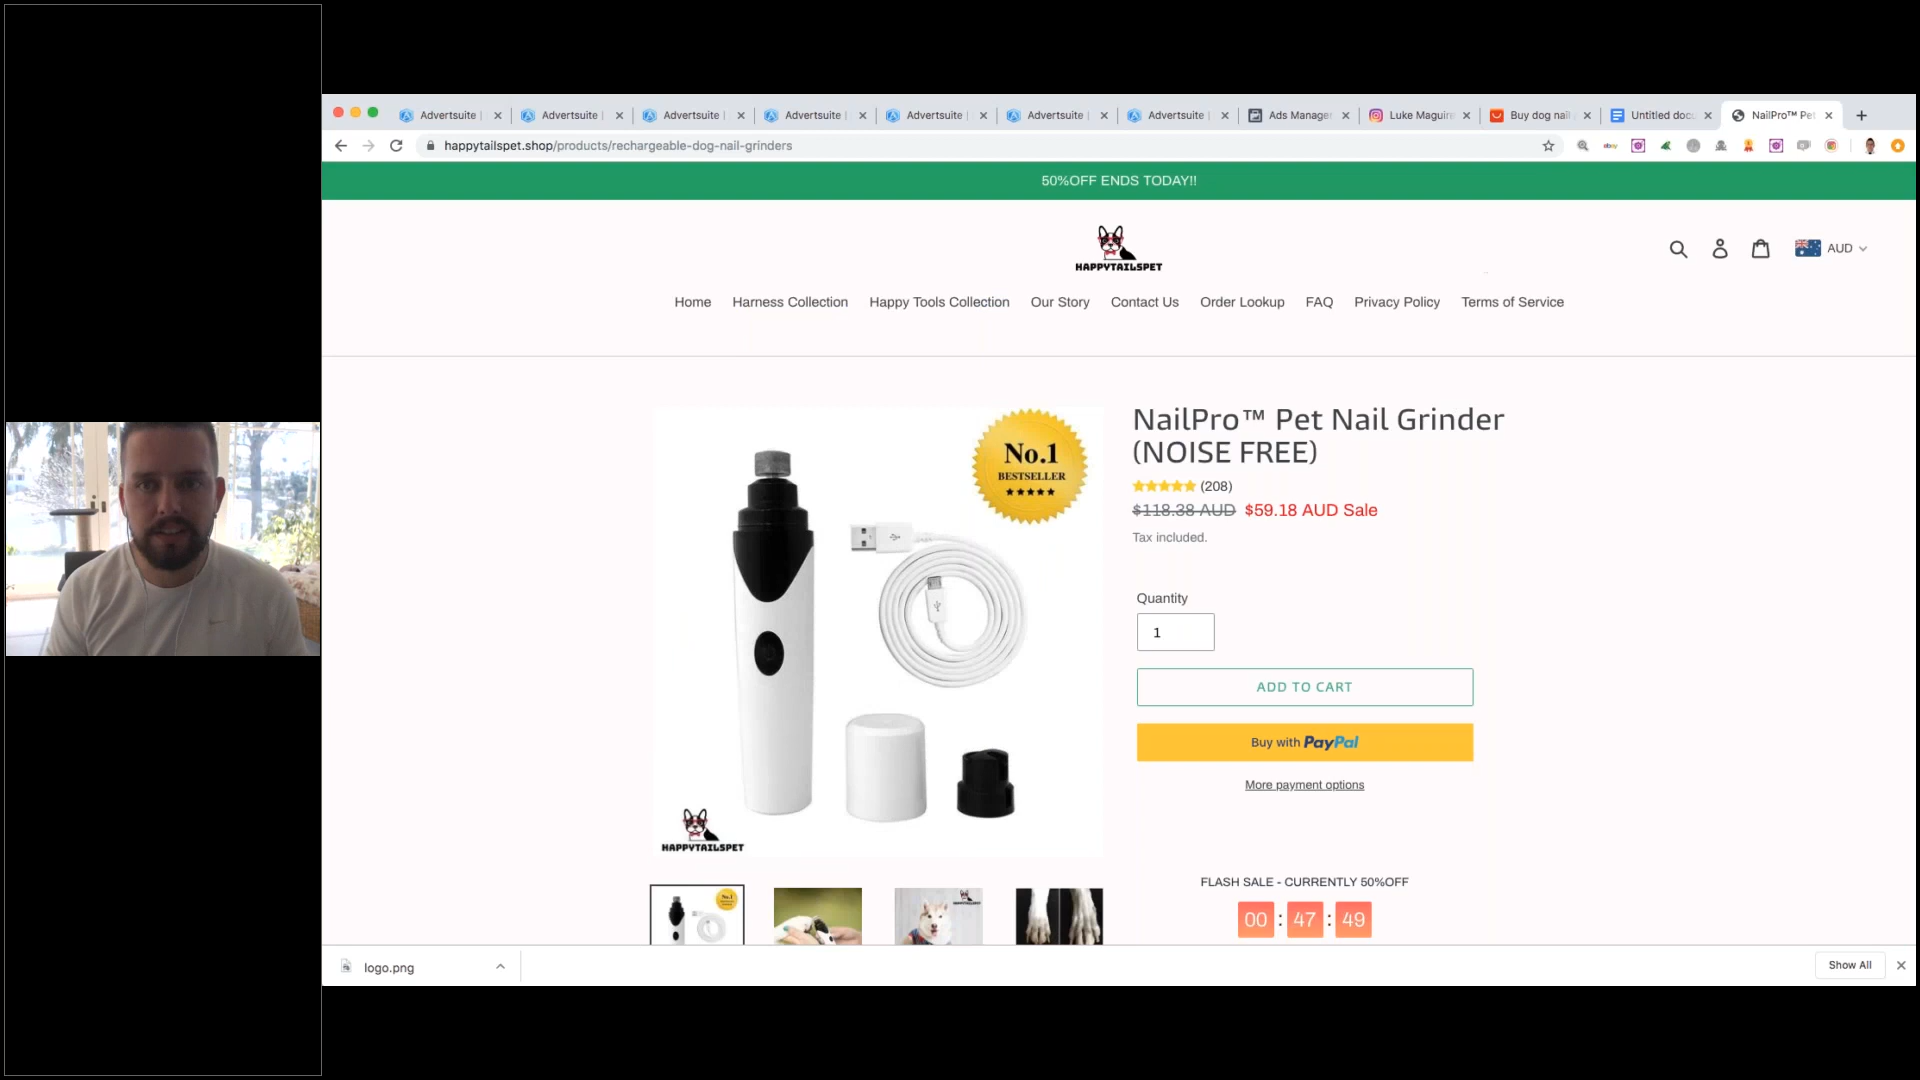 Advertsuite |
Advertsuite |
Advertsuite |
Advertsuite |
Advertsuite |
Advertsuite |
Advertsuite |
Ads Manager
Luke Maguire
Buy dog nail
Untitled docu
NailPro™ Pet
happytailspet.shop/products/rechargeable-dog-nail-grinders
ebay
50%OFF ENDS TODAY!!
HAPPYTAILSPET
AUD
Home
Harness Collection
Happy Tools Collection
Our Story
Contact Us
Order Lookup
FAQ
Privacy Policy
Terms of Service
No.1
BESTSELLER
HAPPYTAILSPET
NailPro™ Pet Nail Grinder
(NOISE FREE)
(208)
$118.38 AUD $59.18 AUD Sale
Tax included.
Quantity
1
ADD TO CART
Buy with PayPal
More payment options
FLASH SALE - CURRENTLY 50%OFF
00 : 47 : 49
logo.png
Show All